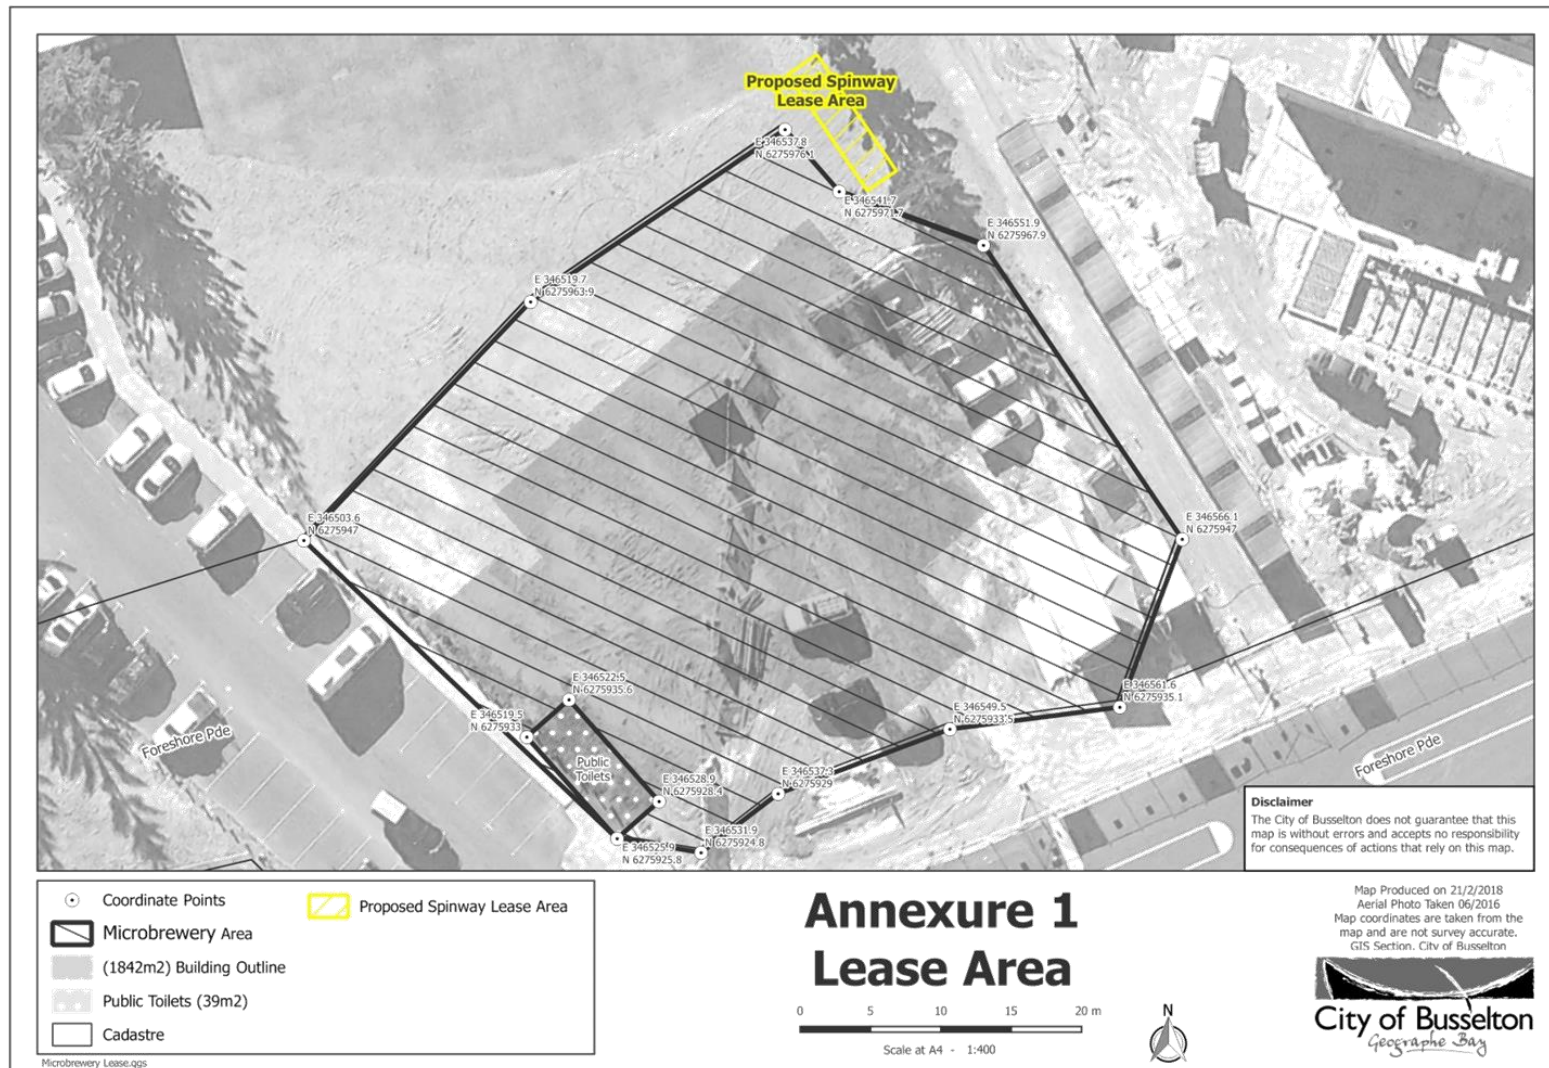 Proposed Spinway
Lease Area
E 346537.8
N 6275976.1
E 346541.7
N 6275971.7
E 346551.9
N 6275967.9
E 346519.7
N 6275963.9
E 346503.6
N 6275947
E 346566.1
N 6275947
E 346561.6
N 6275935.1
E 346522.5
N 6275935.6
E 346519.5
N 6275933
E 346549.5
N 6275933.5
Foreshore Pde
Foreshore Pde
Public
Toilets
E 346537.3
N 6275929
E 346528.9
N 6275928.4
E 346531.9
N 6275924.8
E 346525.9
N 6275925.8
Disclaimer
The City of Busselton does not guarantee that this
map is without errors and accepts no responsibility
for consequences of actions that rely on this map.
Coordinate Points
Proposed Spinway Lease Area
Microbrewery Area
(1842m2) Building Outline
Public Toilets (39m2)
Cadastre
Microbrewery Lease.qgs
Annexure 1
Lease Area
0 5 10 15 20 m
Scale at A4 - 1:400
N
Map Produced on 21/2/2018
Aerial Photo Taken 06/2016
Map coordinates are taken from the
map and are not survey accurate.
GIS Section. City of Busselton
City of Busselton
Geographe Bay